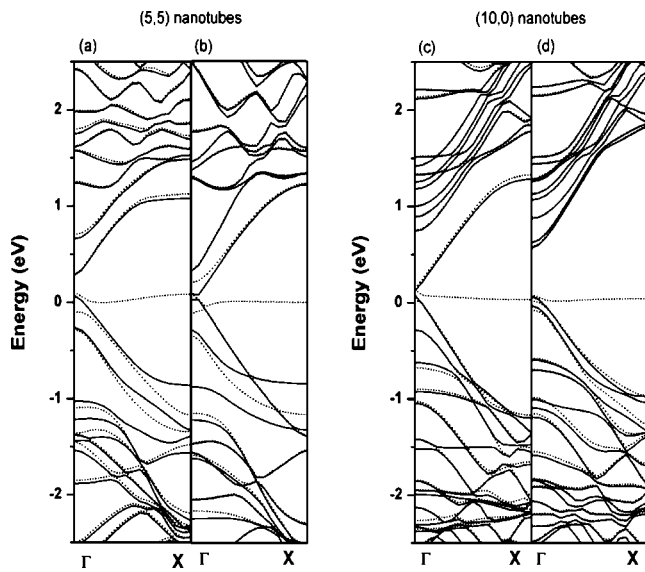 (5,5) nanotubes (10,0) nanotubes
(a) (b) (c) (d)
Energy (eV) Energy (eV)
2 2
1 1
0 0
-1 -1
-2 -2
Γ X Γ X Γ X Γ X